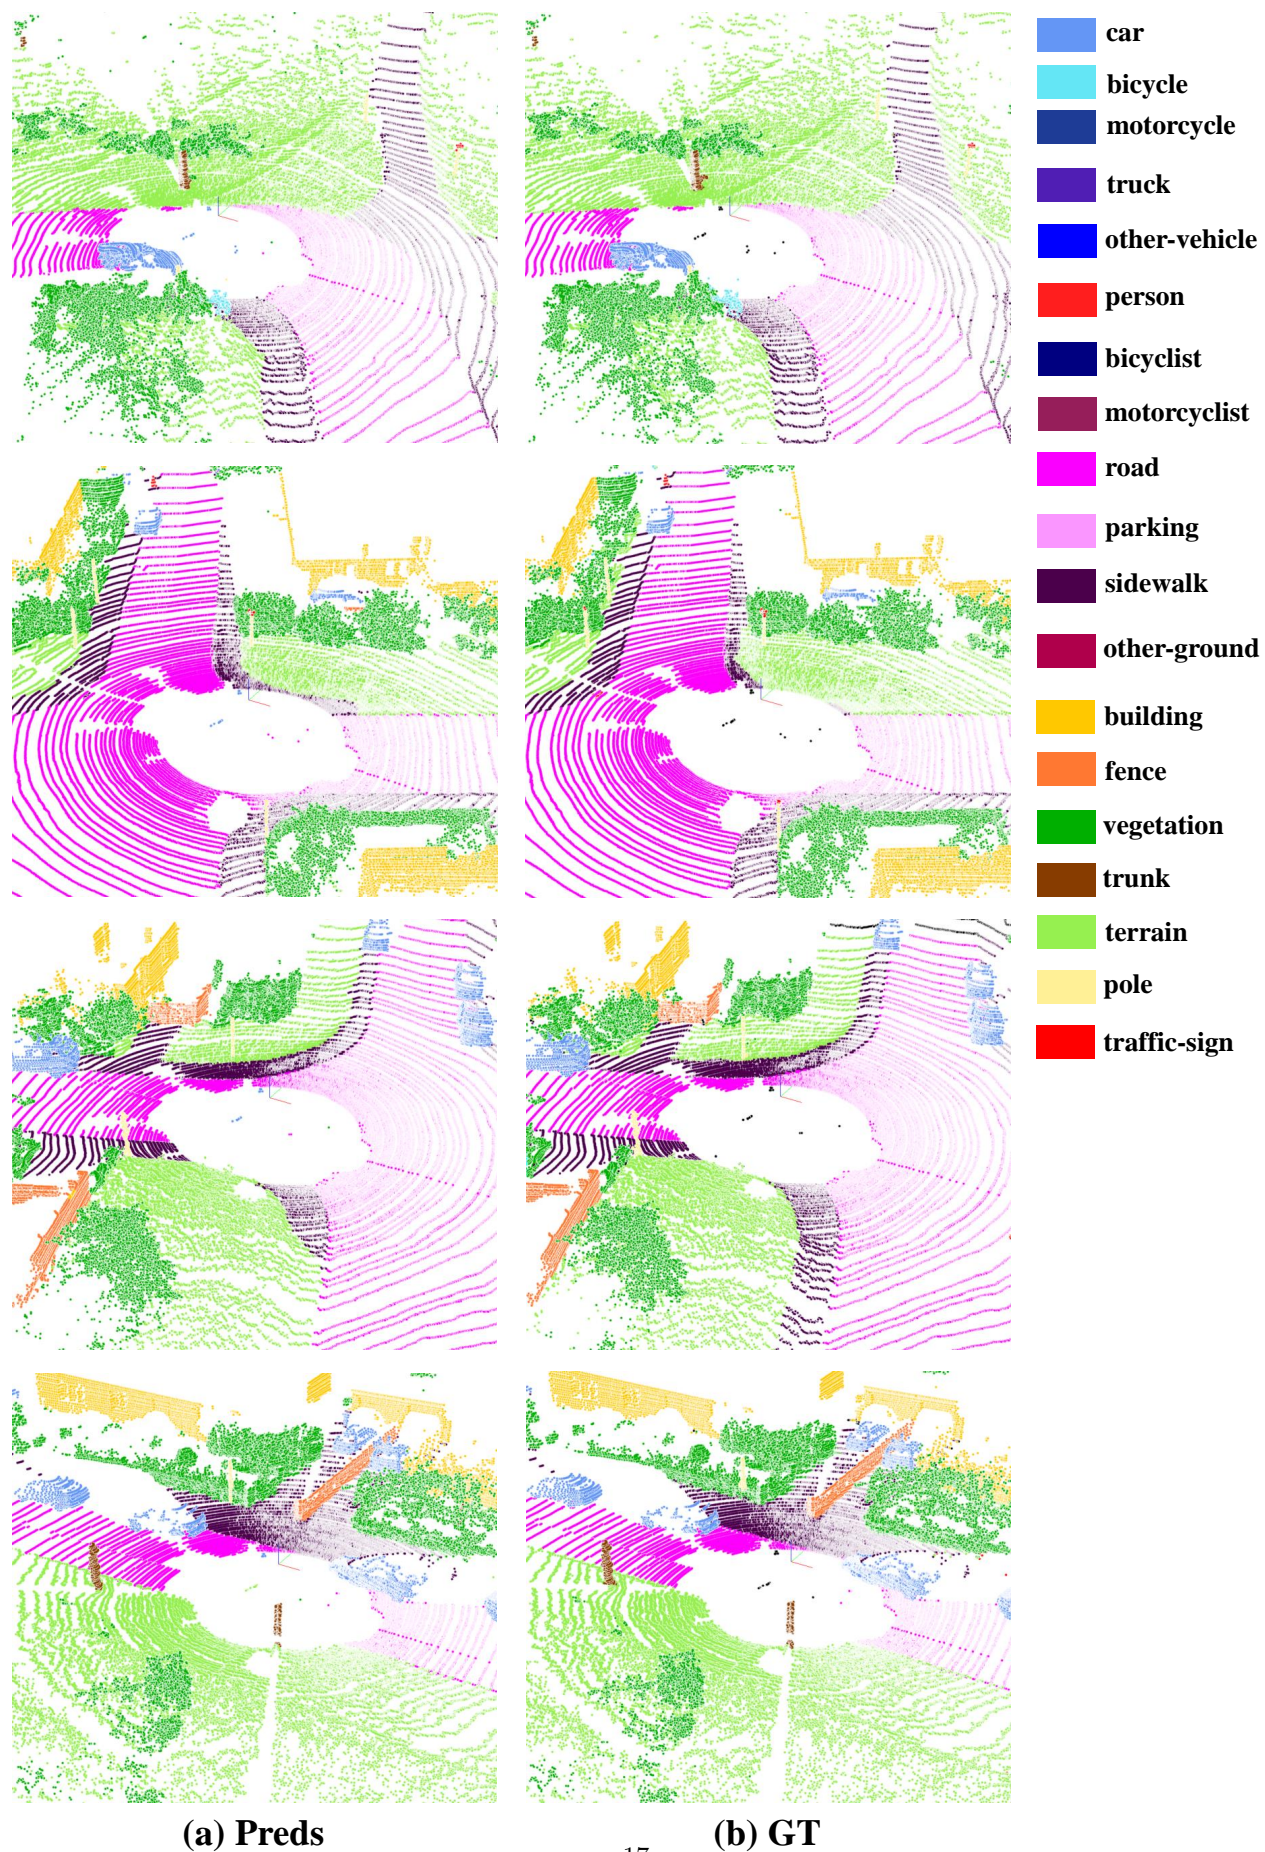 car
bicycle
motorcycle
truck
other-vehicle
person
bicyclist
motorcyclist
road
parking
sidewalk
other-ground
building
fence
vegetation
trunk
terrain
pole
traffic-sign
(a) Preds
(b) GT
17